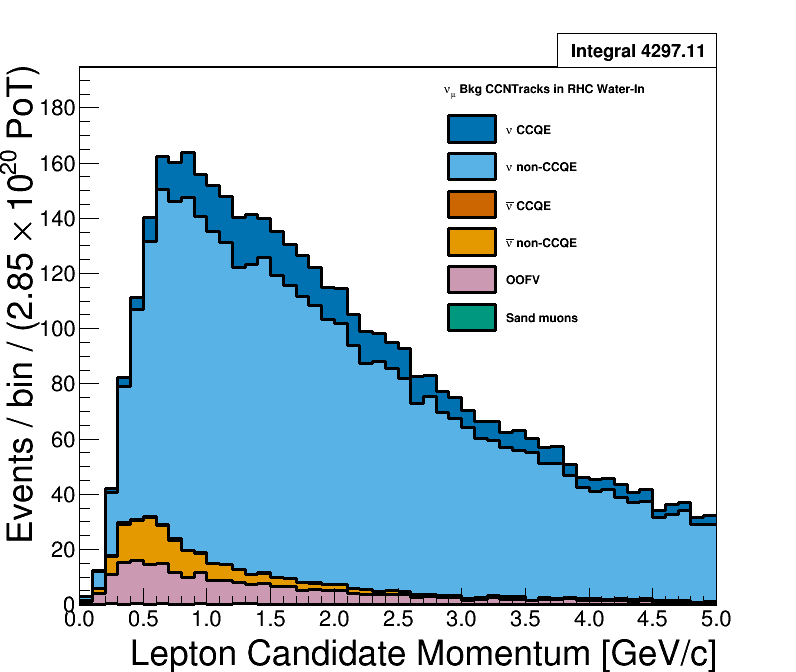 Integral 4297.11
νμ Bkg CCNTracks in RHC Water-In
ν CCQE
ν non-CCQE
ν̅ CCQE
ν̅ non-CCQE
OOFV
Sand muons
Events / bin / (2.85 × 10²⁰ PoT)
180
160
140
120
100
80
60
40
20
0
0.0 0.5 1.0 1.5 2.0 2.5 3.0 3.5 4.0 4.5 5.0
Lepton Candidate Momentum [GeV/c]